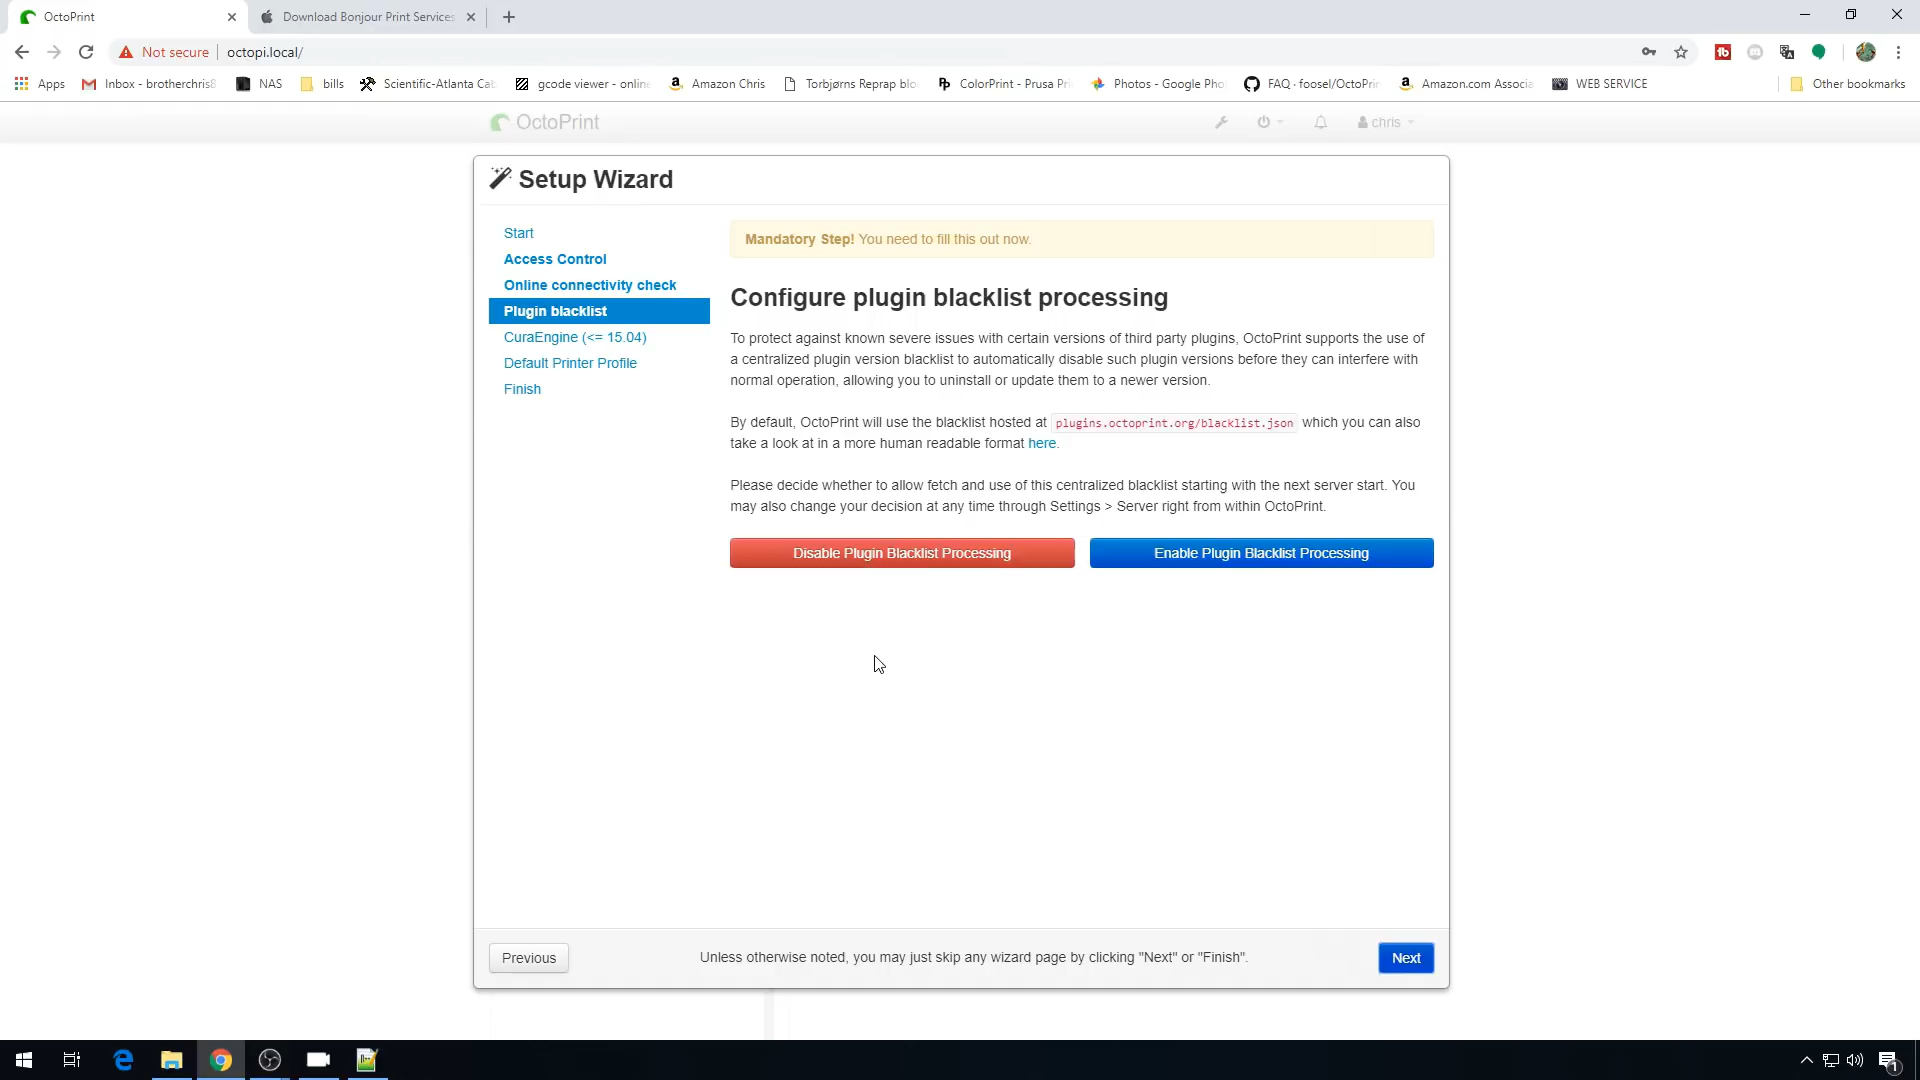 OctoPrint
Download Bonjour Print Services
Not secure
octopi.local/
Apps
Inbox - brotherchris8
NAS
bills
Scientific-Atlanta Cab
gcode viewer - online
Amazon Chris
Torbjørns Reprap blo
ColorPrint - Prusa Pri
Photos - Google Pho
FAQ · foosel/OctoPrin
Amazon.com Associa
WEB SERVICE
Other bookmarks
OctoPrint
chris
Setup Wizard
Start
Access Control
Online connectivity check
Plugin blacklist
CuraEngine (<= 15.04)
Default Printer Profile
Finish
Mandatory Step! You need to fill this out now.
Configure plugin blacklist processing
To protect against known severe issues with certain versions of third party plugins, OctoPrint supports the use of
a centralized plugin version blacklist to automatically disable such plugin versions before they can interfere with
normal operation, allowing you to uninstall or update them to a newer version.
By default, OctoPrint will use the blacklist hosted at plugins.octoprint.org/blacklist.json which you can also
take a look at in a more human readable format here.
Please decide whether to allow fetch and use of this centralized blacklist starting with the next server start. You
may also change your decision at any time through Settings > Server right from within OctoPrint.
Disable Plugin Blacklist Processing
Enable Plugin Blacklist Processing
Previous
Unless otherwise noted, you may just skip any wizard page by clicking "Next" or "Finish".
Next
1